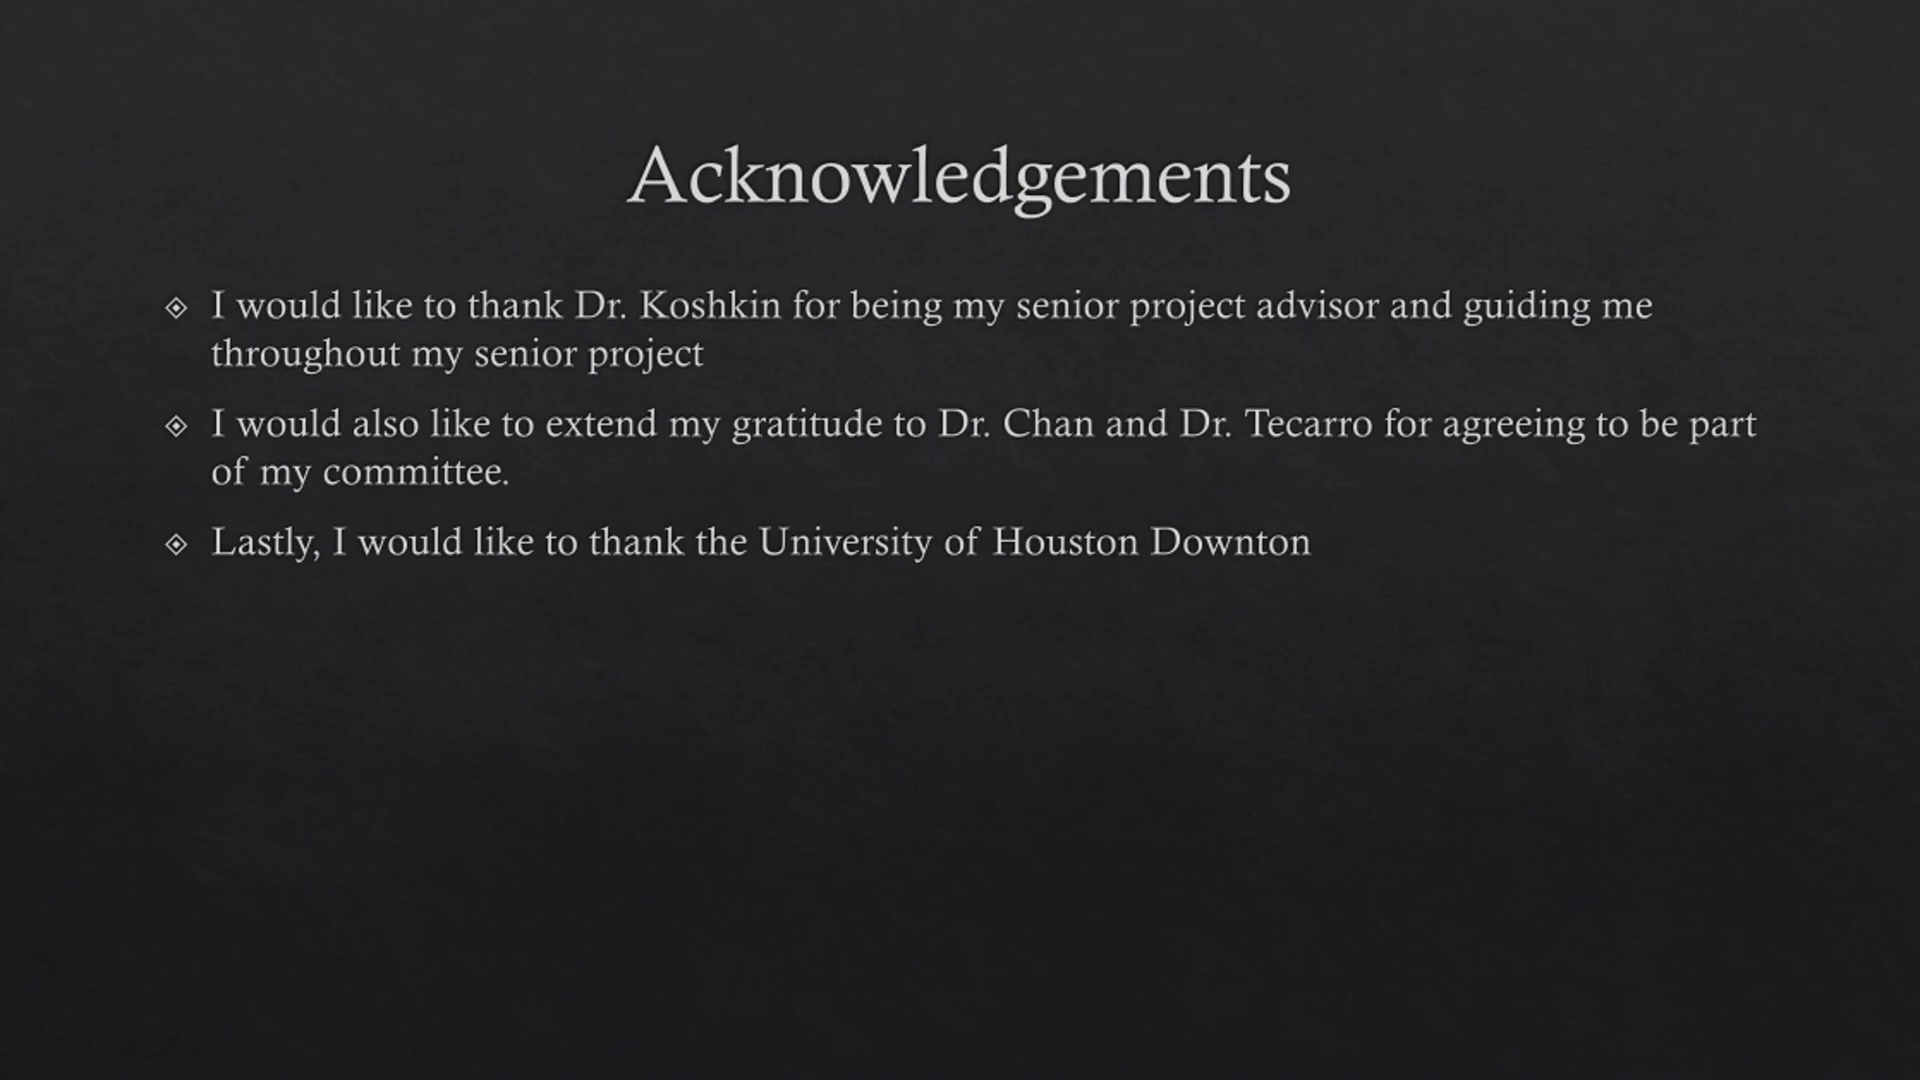 Acknowledgements
I would like to thank Dr. Koshkin for being my senior project advisor and guiding me
throughout my senior project
I would also like to extend my gratitude to Dr. Chan and Dr. Tecarro for agreeing to be part
of my committee.
Lastly, I would like to thank the University of Houston Downton